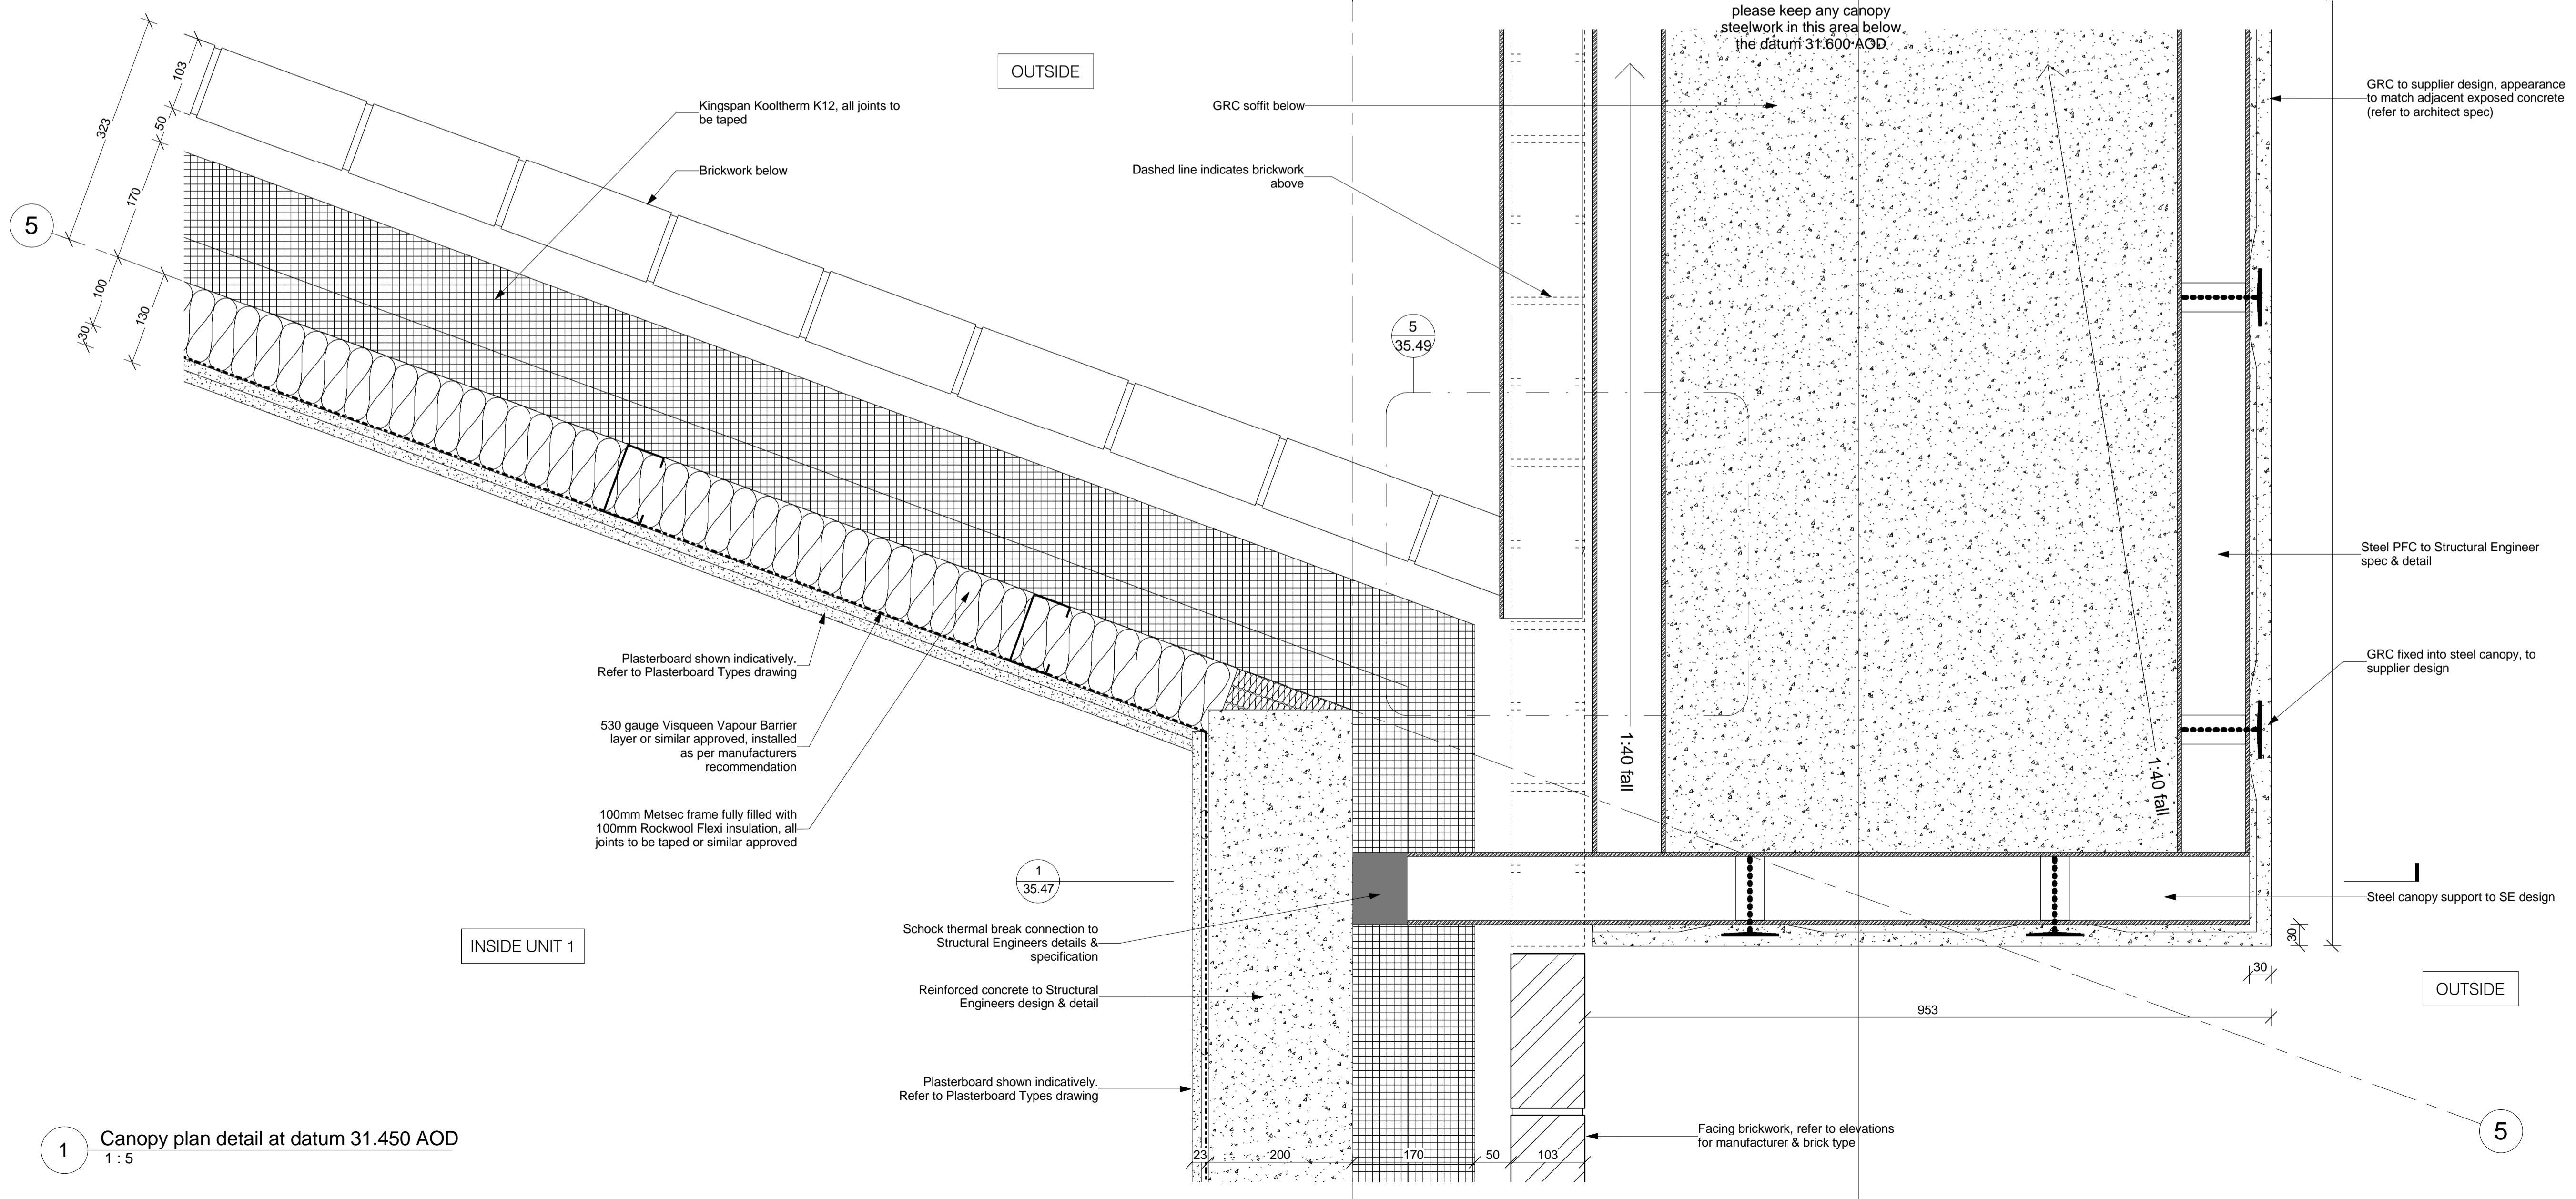 please keep any canopy
steelwork in this area below
the datum 31.600 AOD
OUTSIDE
GRC to supplier design, appearance
to match adjacent exposed concrete
(refer to architect spec)
Kingspan Kooltherm K12, all joints to
be taped
GRC soffit below
Brickwork below
Dashed line indicates brickwork
above
103
50
323
170
100
130
30
5
5
35.49
Steel PFC to Structural Engineer
spec & detail
GRC fixed into steel canopy, to
supplier design
Plasterboard shown indicatively.
Refer to Plasterboard Types drawing
530 gauge Visqueen Vapour Barrier
layer or similar approved, installed
as per manufacturers
recommendation
1:40 fall
1:40 fall
100mm Metsec frame fully filled with
100mm Rockwool Flexi insulation, all
joints to be taped or similar approved
1
35.47
Steel canopy support to SE design
Schock thermal break connection to
Structural Engineers details &
specification
INSIDE UNIT 1
30
30
OUTSIDE
Reinforced concrete to Structural
Engineers design & detail
953
Plasterboard shown indicatively.
Refer to Plasterboard Types drawing
Facing brickwork, refer to elevations
for manufacturer & brick type
5
23
200
170
50
103
1
Canopy plan detail at datum 31.450 AOD
1 : 5